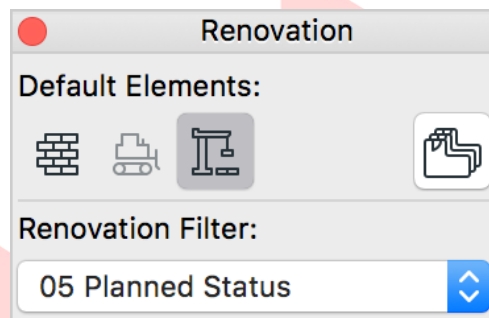 Renovation
Default Elements:
Renovation Filter:
05 Planned Status